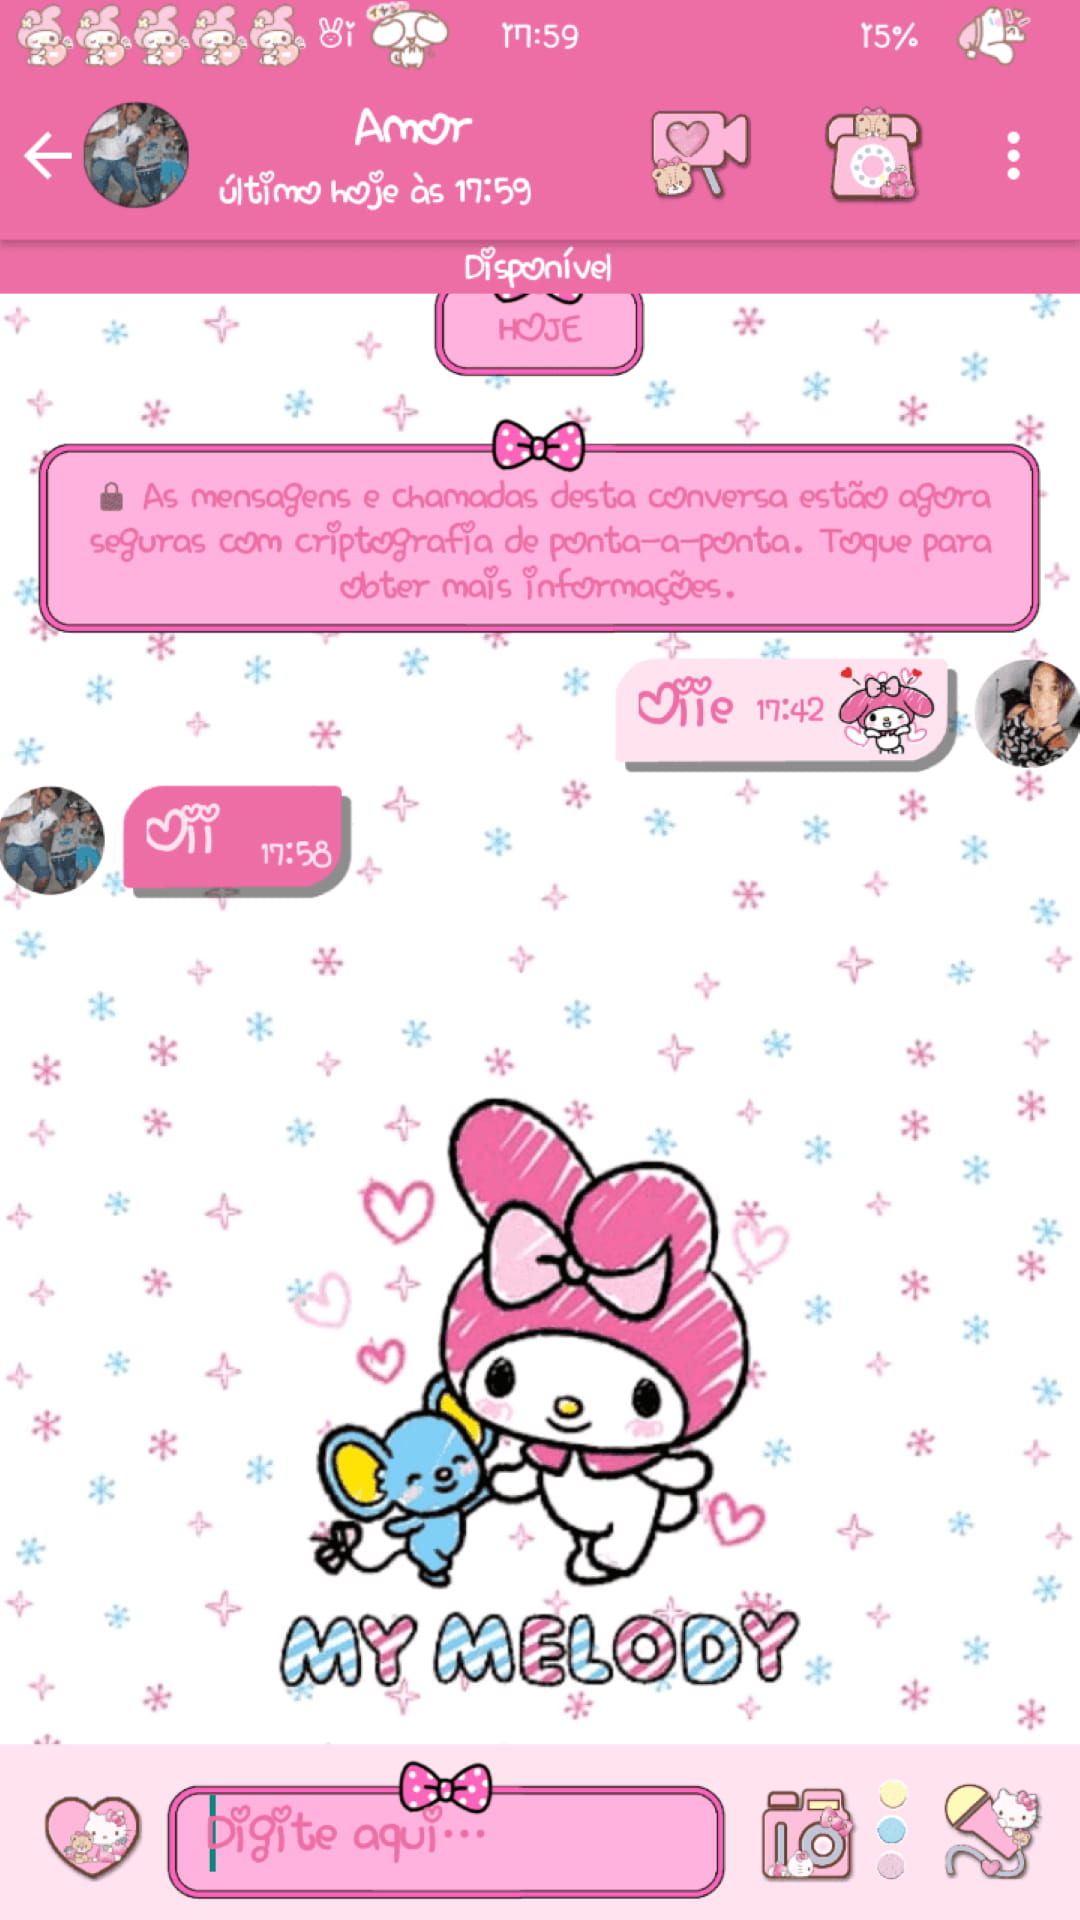 17:59
15%
Amor
último hoje às 17:59
Disponível
HOJE
As mensagens e chamadas desta conversa estão agora
seguras com criptografia de ponta-a-ponta. Toque para
obter mais informações.
Oiie 17:42
Oii 17:58
MY MELODY
Digite aqui...